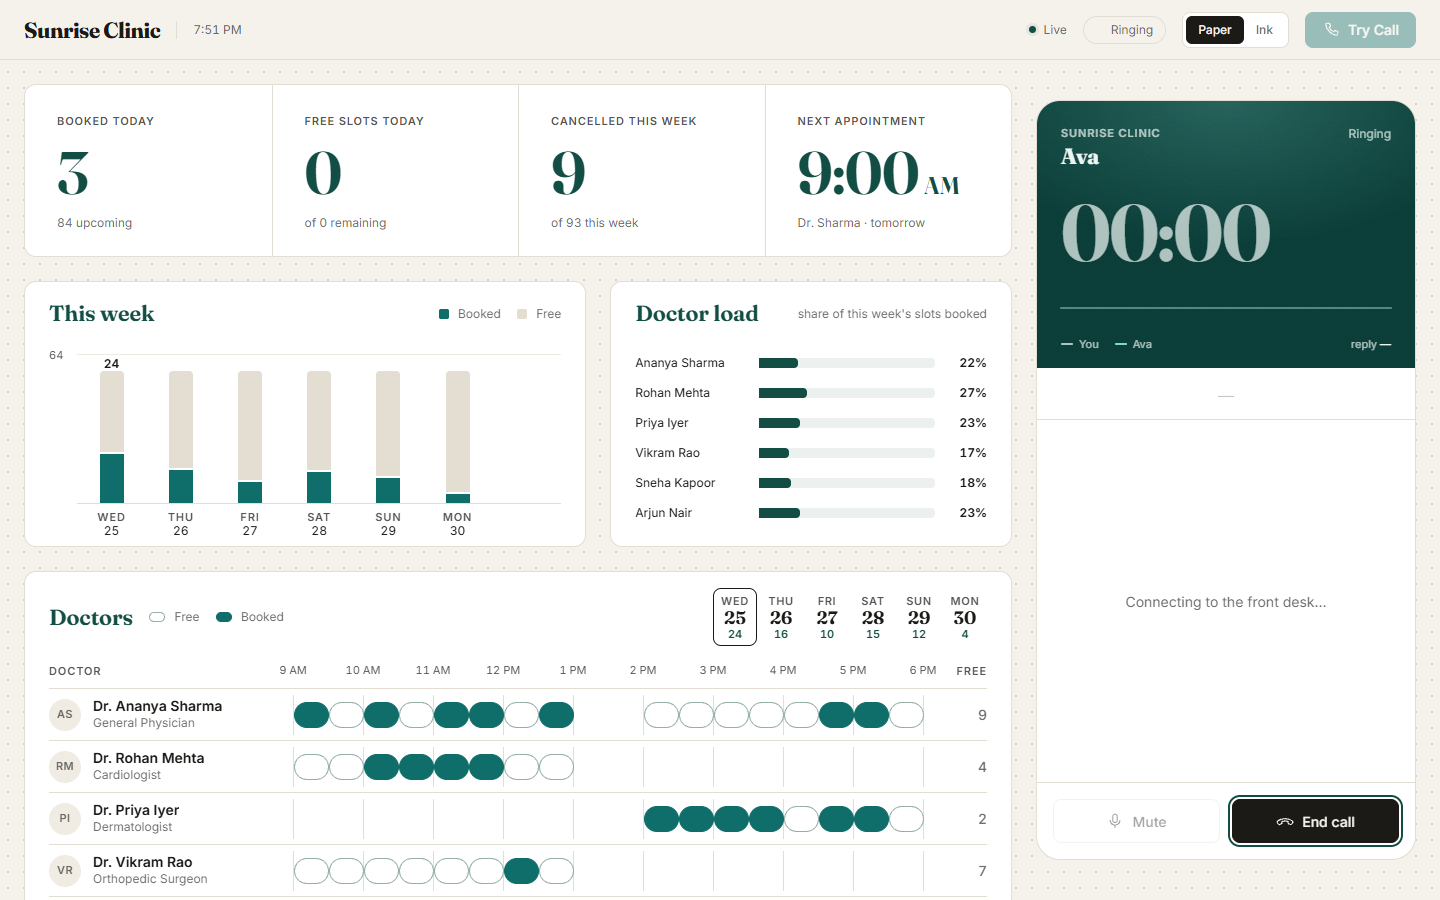 Sunrise Clinic
7:51 PM
Live
Ringing
Paper
Ink
Try Call
BOOKED TODAY
3
84 upcoming
FREE SLOTS TODAY
0
of 0 remaining
CANCELLED THIS WEEK
9
of 93 this week
NEXT APPOINTMENT
9:00 AM
Dr. Sharma · tomorrow
This week
Booked
Free
64
24
WED THU FRI SAT SUN MON
25 26 27 28 29 30
Doctor load
share of this week's slots booked
Ananya Sharma 22%
Rohan Mehta 27%
Priya Iyer 23%
Vikram Rao 17%
Sneha Kapoor 18%
Arjun Nair 23%
Doctors
Free
Booked
WED THU FRI SAT SUN MON
25 26 27 28 29 30
24 16 10 15 12 4
DOCTOR 9 AM 10 AM 11 AM 12 PM 1 PM 2 PM 3 PM 4 PM 5 PM 6 PM FREE
AS Dr. Ananya Sharma 9
General Physician
RM Dr. Rohan Mehta 4
Cardiologist
PI Dr. Priya Iyer 2
Dermatologist
VR Dr. Vikram Rao 7
Orthopedic Surgeon
SUNRISE CLINIC
Ringing
Ava
00:00
— You
— Ava
reply —
—
Connecting to the front desk...
Mute
End call